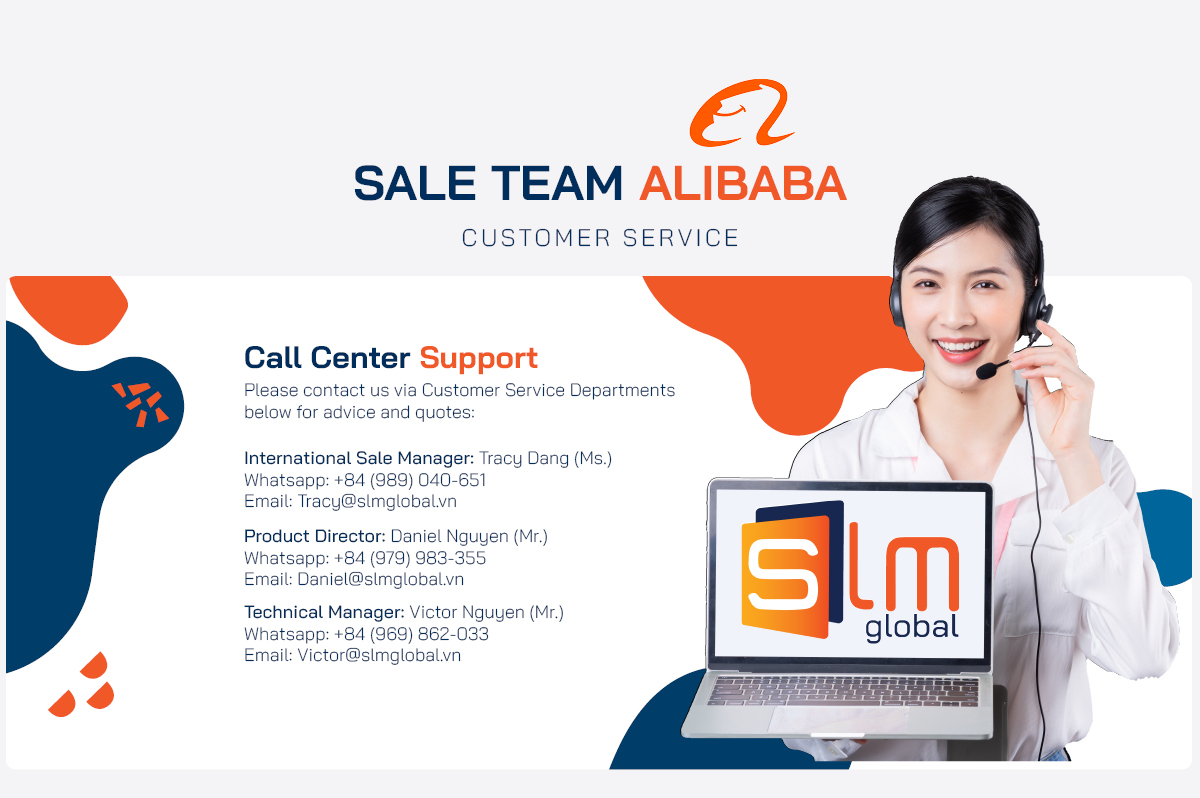 SALE TEAM ALIBABA
CUSTOMER SERVICE
Call Center Support
Please contact us via Customer Service Departments
below for advice and quotes:
International Sale Manager: Tracy Dang (Ms.)
Whatsapp: +84 (989) 040-651
Email: Tracy@slmglobal.vn
Product Director: Daniel Nguyen (Mr.)
Whatsapp: +84 (979) 983-355
Email: Daniel@slmglobal.vn
Technical Manager: Victor Nguyen (Mr.)
Whatsapp: +84 (969) 862-033
Email: Victor@slmglobal.vn
slm
global